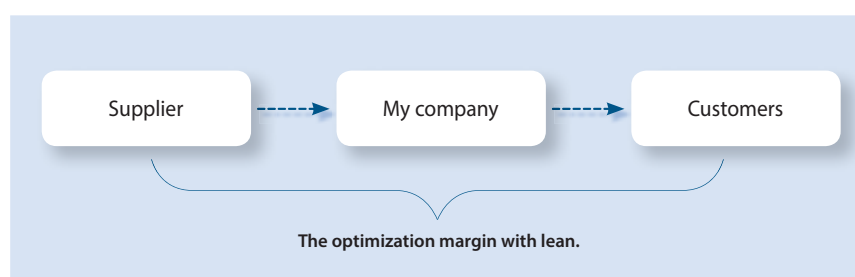 Supplier
My company
Customers
The optimization margin with lean.